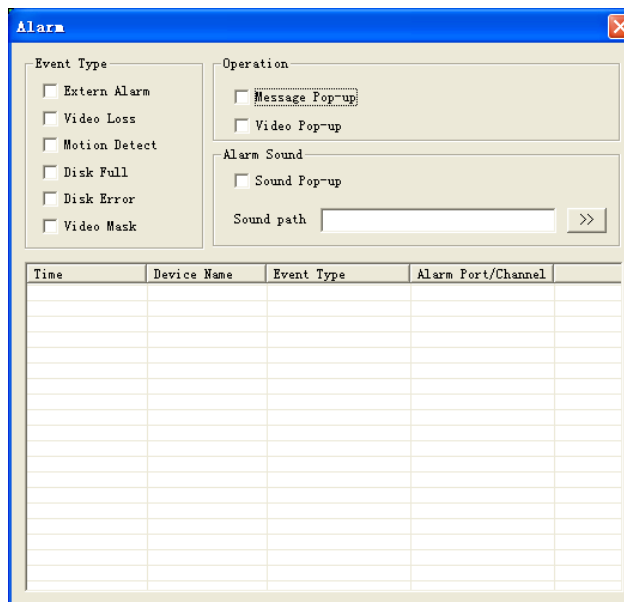 Alarm
Event Type
Extern Alarm
Video Loss
Motion Detect
Disk Full
Disk Error
Video Mask
Operation
Message Pop-up
Video Pop-up
Alarm Sound
Sound Pop-up
Sound path >>
Time Device Name Event Type Alarm Port/Channel